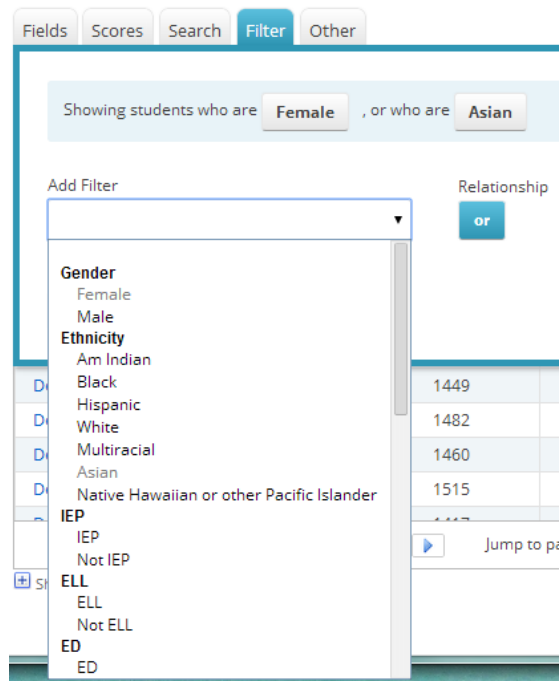 Fields Scores Search Filter Other
Showing students who are Female , or who are Asian
Add Filter Relationship
or
Gender
Female
Male
Ethnicity
Am Indian
Black
Hispanic
White
Multiracial
Asian
Native Hawaiian or other Pacific Islander
IEP
IEP
Not IEP
ELL
ELL
Not ELL
ED
ED
1449
1482
1460
1515
Jump to